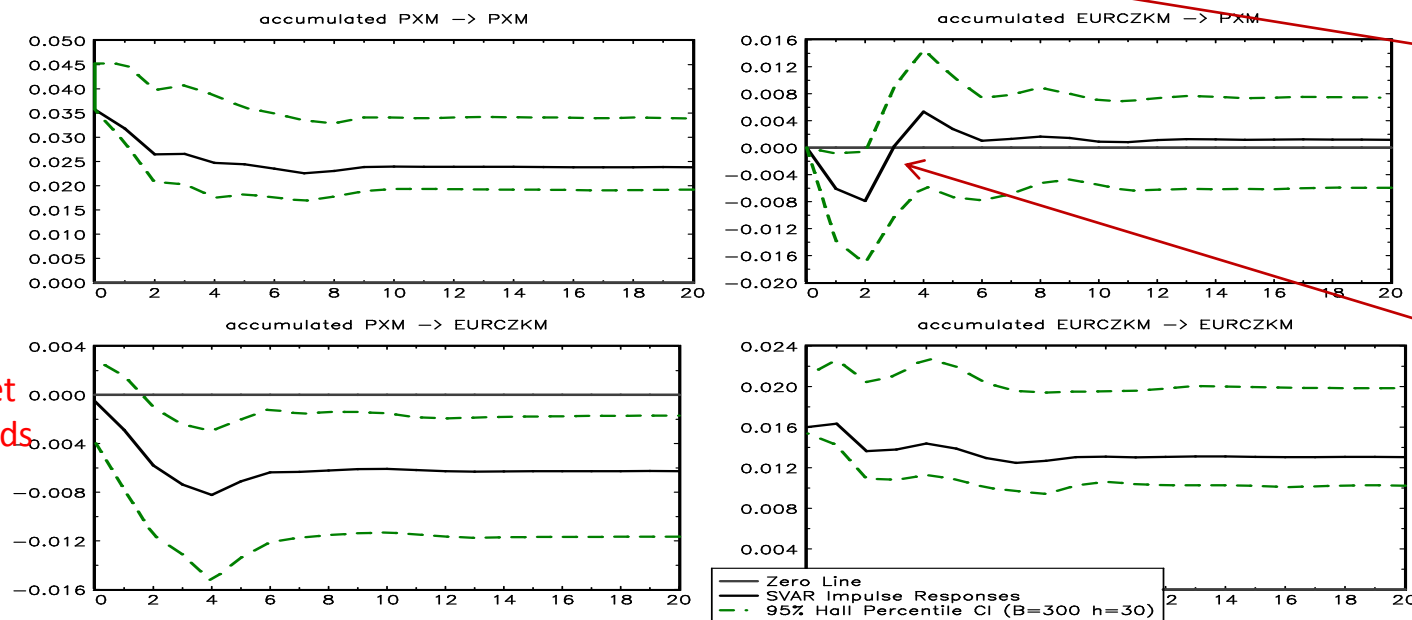 accumulated PXM -> PXM
0.050
0.045
0.040
0.035
0.030
0.025
0.020
0.015
0.010
0.005
0.000
0 2 4 6 8 10 12 14 16 18 20
accumulated EURCZKM -> PXM
0.016
0.012
0.008
0.004
0.000
-0.004
-0.008
-0.012
-0.016
-0.020
0 2 4 6 8 10 12 14 16 18 20
accumulated PXM -> EURCZKM
0.004
0.000
0.004
-0.008
-0.012
-0.016
0 2 4 6 8 10 12 14 16 18 20
et
ds
accumulated EURCZKM -> EURCZKM
0.024
0.020
0.016
0.012
0.008
0.004
12 14 16 18 20
Zero Line
SVAR Impulse Responses
95% Hall Percentile CI (B=300 h=30)